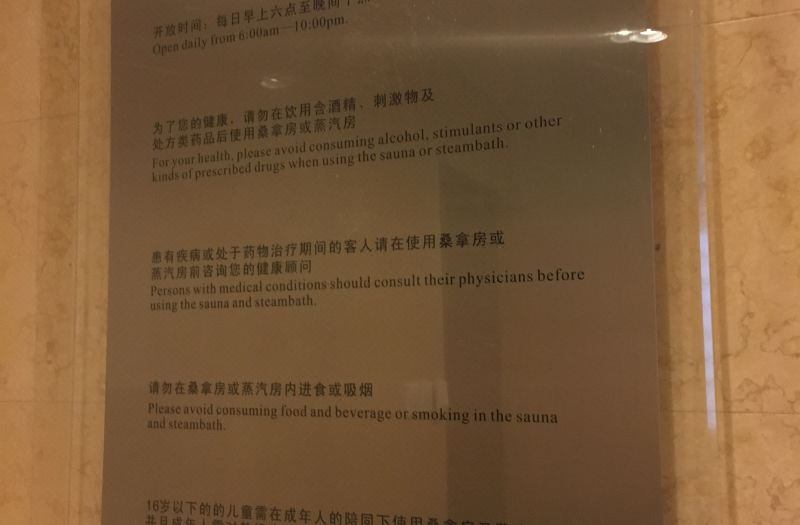 开放时间：每日早上六点至晚间十点
Open daily from 6:00am—10:00pm.
为了您的健康，请勿在饮用含酒精、刺激物及
处方类药品后使用桑拿房或蒸汽房
For your health, please avoid consuming alcohol, stimulants or other
kinds of prescribed drugs when using the sauna or steambath.
患有疾病或处于药物治疗期间的客人请在使用桑拿房或
蒸汽房前咨询您的健康顾问
Persons with medical conditions should consult their physicians before
using the sauna and steambath.
请勿在桑拿房或蒸汽房内进食或吸烟
Please avoid consuming food and beverage or smoking in the sauna
and steambath.
16岁以下的的儿童需在成年人的陪同下使用桑拿房